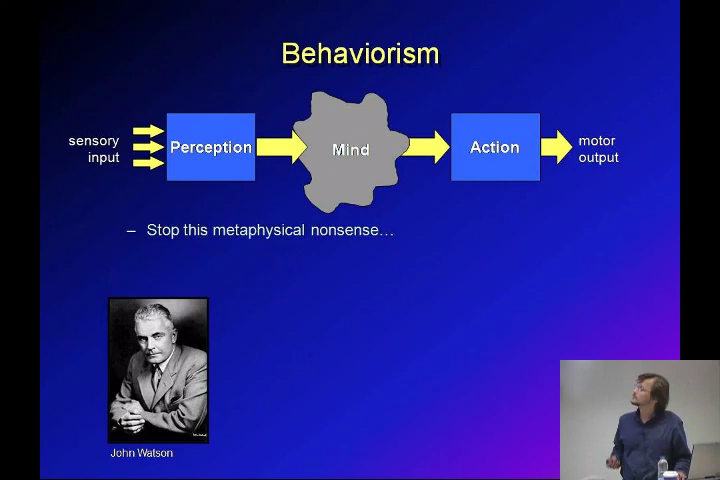 Behaviorism
sensory
input
Perception
Mind
Action
motor
output
– Stop this metaphysical nonsense…
John Watson